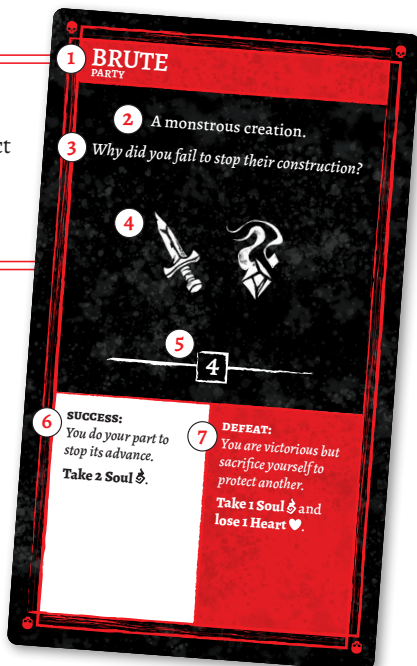 1 BRUTE
PARTY
2 A monstrous creation.
ct
3 Why did you fail to stop their construction?
4
5
4
6 SUCCESS:
You do your part to
stop its advance.
Take 2 Soul.
7 DEFEAT:
You are victorious but
sacrifice yourself to
protect another.
Take 1 Soul and
lose 1 Heart.